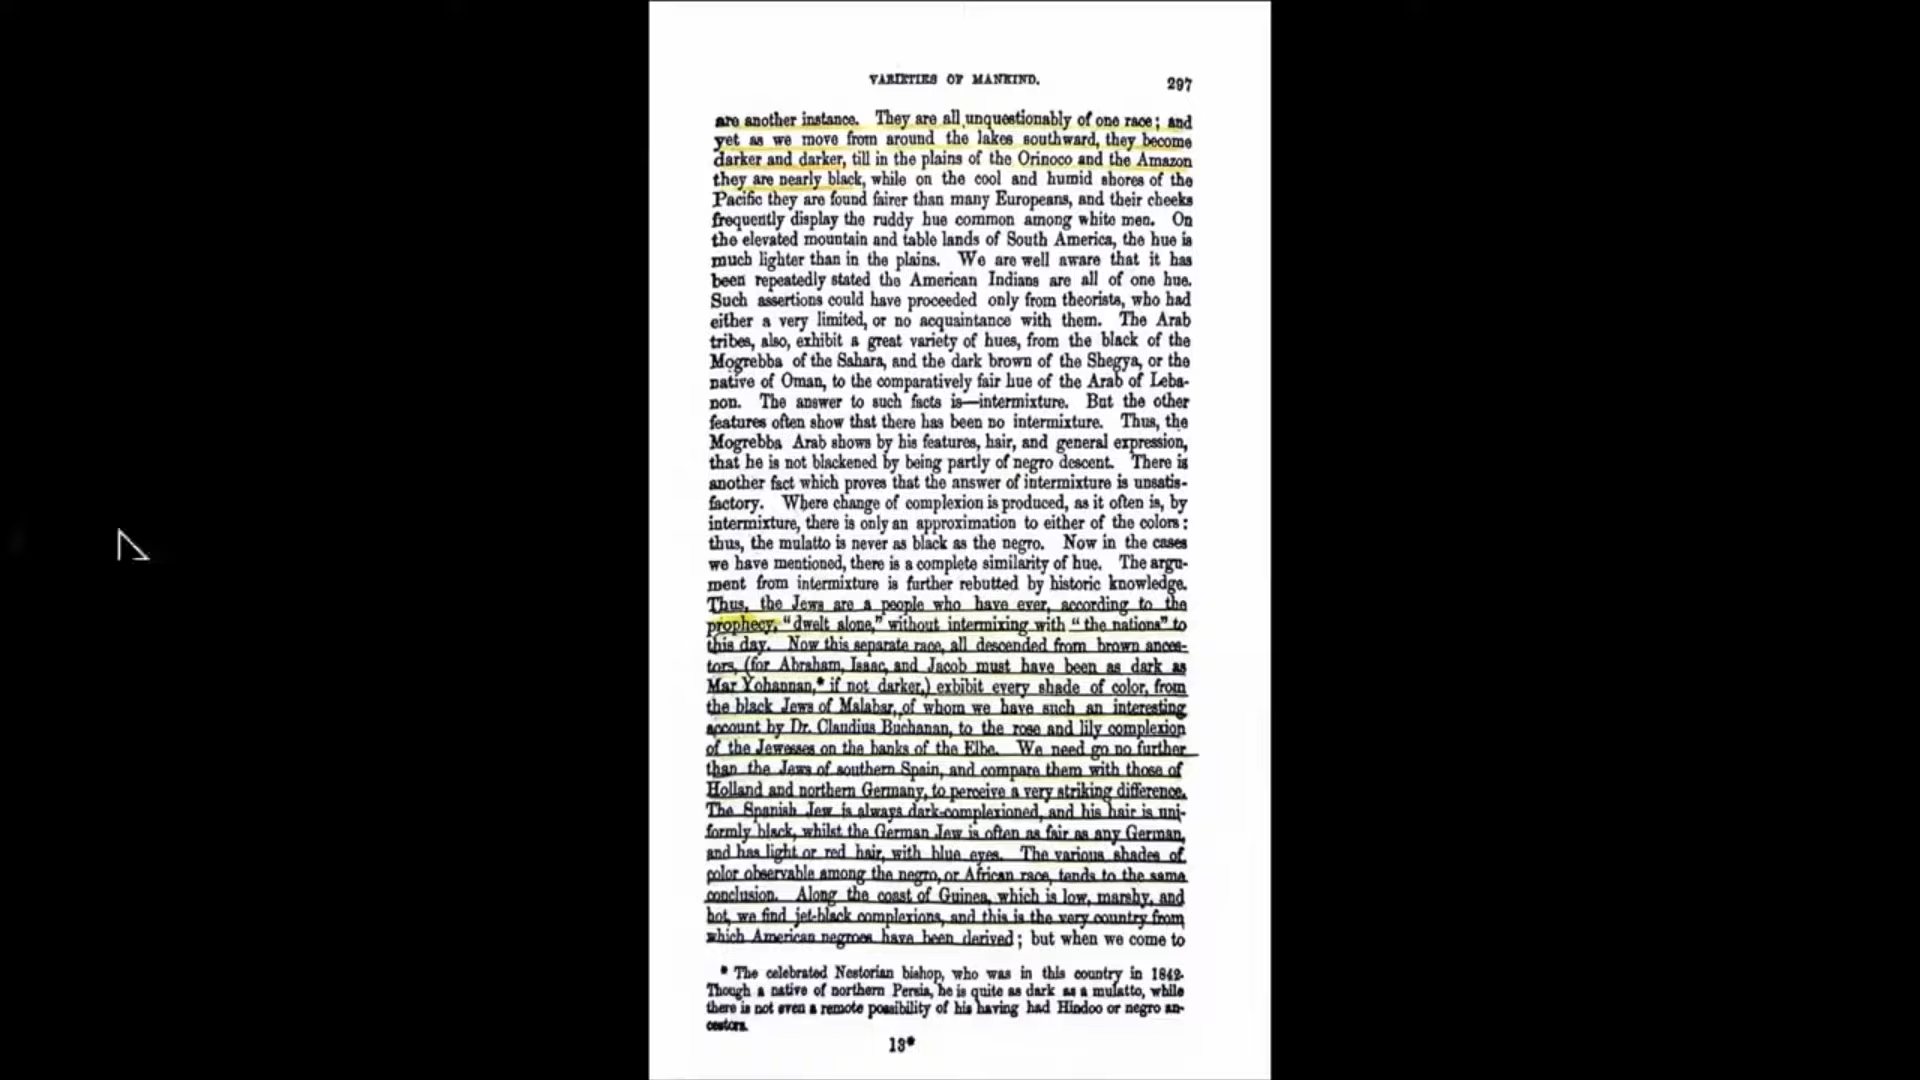 VARIETIES OF MANKIND.
297
are another instance. They are all unquestionably of one race; and
yet as we move from around the lakes southward, they become
darker and darker, till in the plains of the Orinoco and the Amazon
they are nearly black, while on the cool and humid shores of the
Pacific they are found fairer than many Europeans, and their cheeks
frequently display the ruddy hue common among white men. On
the elevated mountain and table lands of South America, the hue is
much lighter than in the plains. We are well aware that it has
been repeatedly stated the American Indians are all of one hue.
Such assertions could have proceeded only from theorists, who had
either a very limited, or no acquaintance with them. The Arab
tribes, also, exhibit a great variety of hues, from the black of the
Mogrebba of the Sahara, and the dark brown of the Shegya, or the
native of Oman, to the comparatively fair hue of the Arab of Leba-
non. The answer to such facts is—intermixture. But the other
features often show that there has been no intermixture. Thus, the
Mogrebba Arab shows by his features, hair, and general expression,
that he is not blackened by being partly of negro descent. There is
another fact which proves that the answer of intermixture is unsatis-
factory. Where change of complexion is produced, as it often is, by
intermixture, there is only an approximation to either of the colors:
thus, the mulatto is never as black as the negro. Now in the cases
we have mentioned, there is a complete similarity of hue. The argu-
ment from intermixture is further rebutted by historic knowledge.
Thus, the Jews are a people who have ever, according to the
prophecy, "dwelt alone," without intermixing with "the nations" to
this day. Now this separate race, all descended from brown ances-
tors, (for Abraham, Isaac, and Jacob must have been as dark as
Mar Yohannan,* if not darker,) exhibit every shade of color, from
the black Jews of Malabar, of whom we have such an interesting
account by Dr. Claudius Buchanan, to the rose and lily complexion
of the Jewesses on the banks of the Elbe. We need go no further
than the Jews of southern Spain, and compare them with those of
Holland and northern Germany, to perceive a very striking difference.
The Spanish Jew is always dark-complexioned, and his hair is uni-
formly black, whilst the German Jew is often as fair as any German,
and has light or red hair, with blue eyes. The various shades of
color observable among the negro, or African race, tends to the same
conclusion. Along the coast of Guinea, which is low, marshy, and
hot, we find jet-black complexions, and this is the very country from
which American negroes have been derived; but when we come to
* The celebrated Nestorian bishop, who was in this country in 1842.
Though a native of northern Persia, he is quite as dark as a mulatto, while
there is not even a remote possibility of his having had Hindoo or negro an-
cestors.
13*